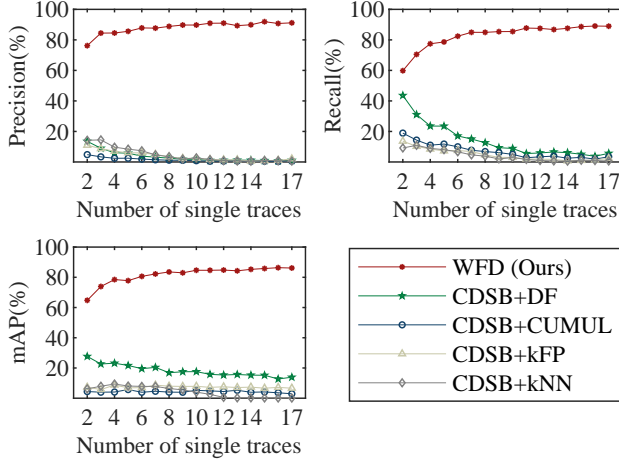 Precision(%)
100
80
60
40
20
2 4 6 8 10 12 14 17
Number of single traces
Recall(%)
100
80
60
40
20
2 4 6 8 10 12 14 17
Number of single traces
mAP(%)
100
80
60
40
20
2 4 6 8 10 12 14 17
Number of single traces
WFD (Ours)
CDSB+DF
CDSB+CUMUL
CDSB+kFP
CDSB+kNN